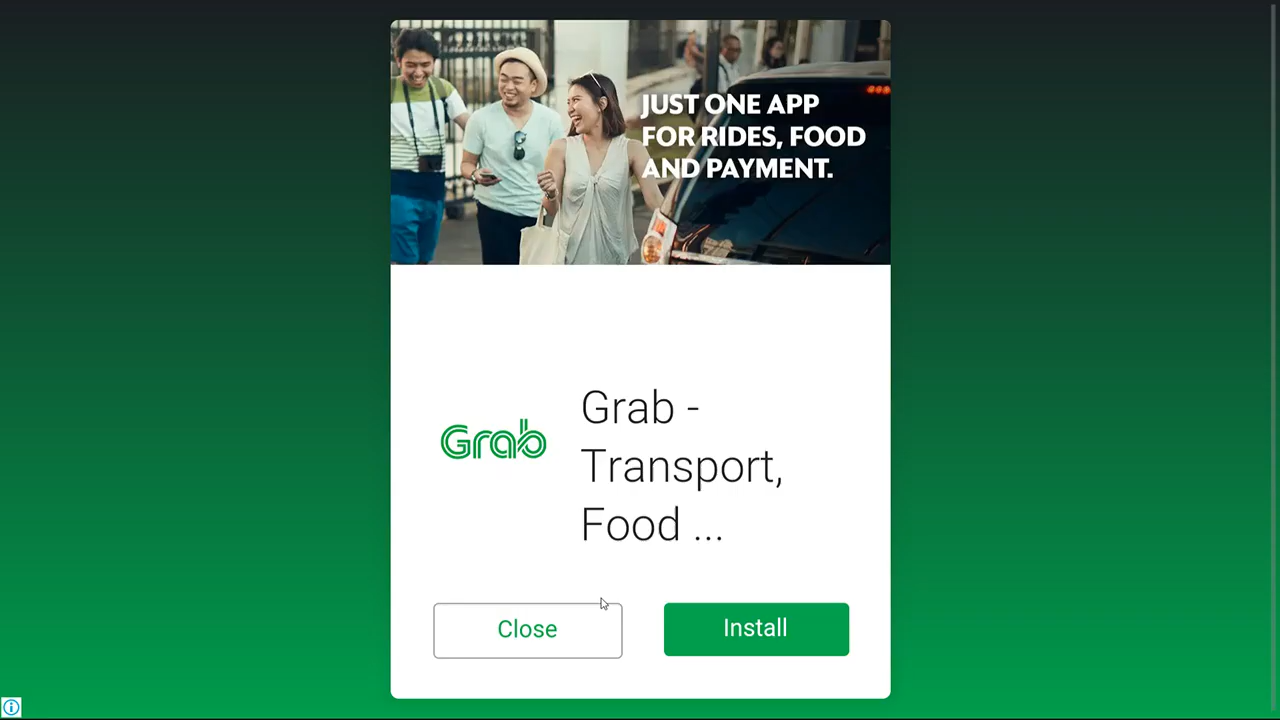 JUST ONE APP
FOR RIDES, FOOD
AND PAYMENT.
Grab
Grab -
Transport,
Food ...
Close
Install